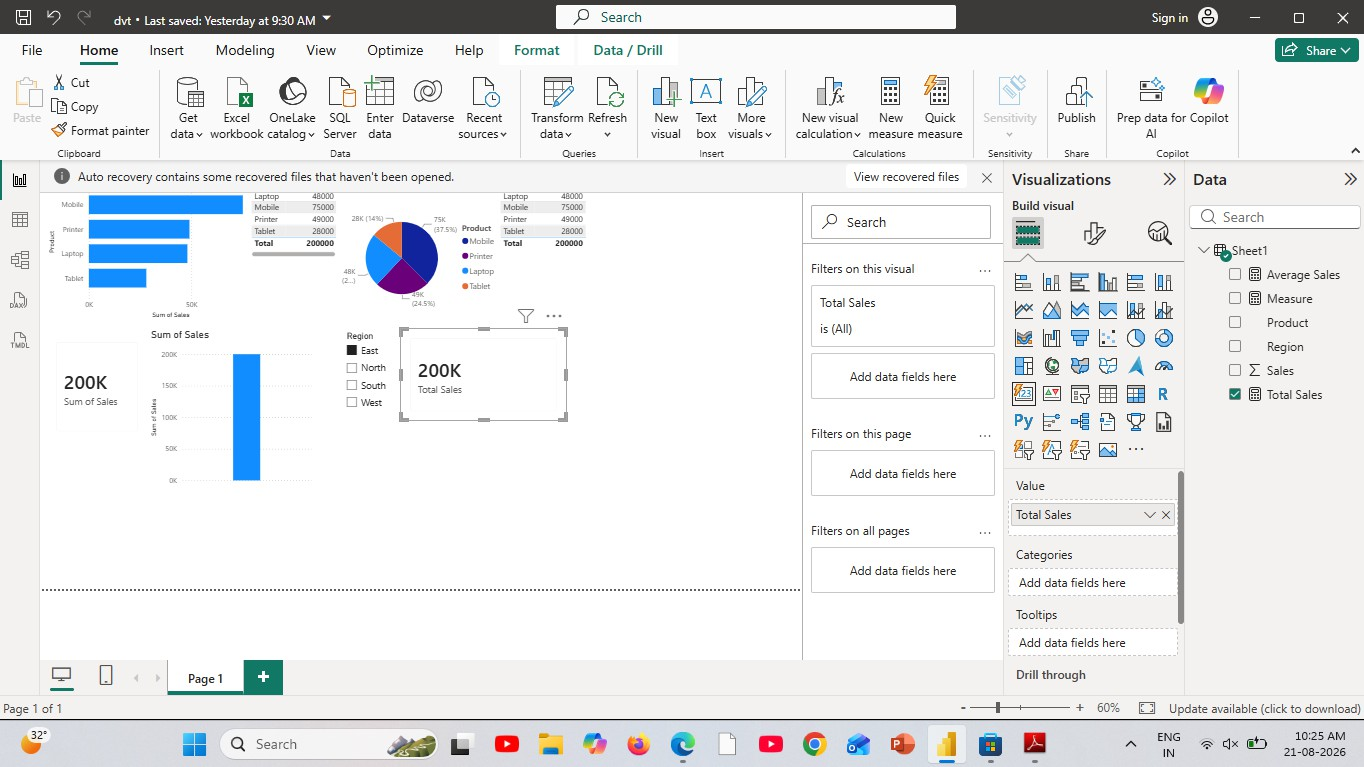 dvt • Last saved: Yesterday at 9:30 AM
Search
Sign in
File Home Insert Modeling View Optimize Help Format Data / Drill
Share
Paste
Cut
Copy
Format painter
Clipboard
Get data
Excel workbook
OneLake catalog
SQL Server
Enter data
Dataverse
Recent sources
Data
Transform data
Refresh
Queries
New visual
Text box
More visuals
Insert
New visual calculation
New measure
Quick measure
Calculations
Sensitivity
Sensitivity
Publish
Share
Prep data for AI
Copilot
Copilot
Auto recovery contains some recovered files that haven't been opened.
View recovered files
Product
Mobile
Printer
Laptop
Tablet
0K 50K
Sum of Sales
Laptop 48000
Mobile 75000
Printer 49000
Tablet 28000
Total 200000
28K (14%)
75K
(37.5%)
48K
(2...)
49K
(24.5%)
Product
Mobile
Printer
Laptop
Tablet
Laptop 48000
Mobile 75000
Printer 49000
Tablet 28000
Total 200000
200K
Sum of Sales
Sum of Sales
Sum of Sales
200K
150K
100K
50K
0K
Region
East
North
South
West
200K
Total Sales
Search
Filters on this visual
Total Sales
is (All)
Add data fields here
Filters on this page
Add data fields here
Filters on all pages
Add data fields here
Visualizations
Build visual
123
R
Py
Value
Total Sales
Categories
Add data fields here
Tooltips
Add data fields here
Drill through
Data
Search
Sheet1
Average Sales
Measure
Product
Region
Sales
Total Sales
DAX
TMDL
Page 1
Page 1 of 1
60%
Update available (click to download)
32°
Search
ENG
IN
10:25 AM
21-08-2026